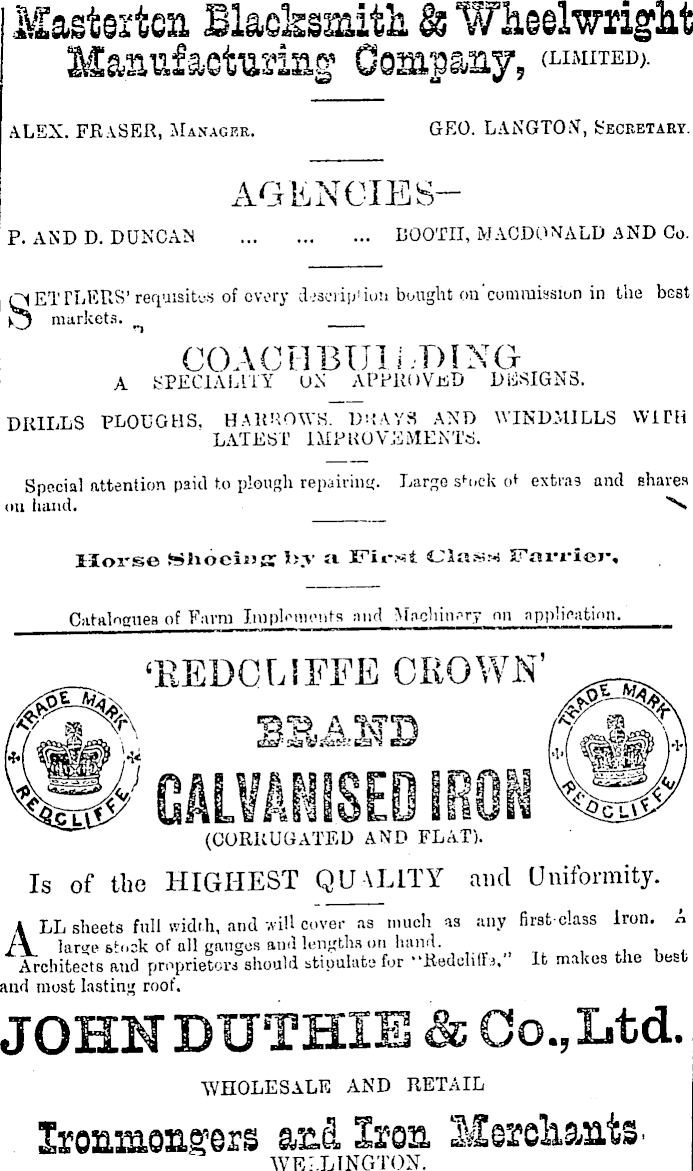 Masterton Blacksmith & Wheelwright
Manufacturing Company, (LIMITED).
ALEX. FRASER, MANAGER. GEO. LANGTON, SECRETARY.
AGENCIES—
P. AND D. DUNCAN ... ... ... BOOTH, MACDONALD AND Co.
SETTLERS' requisites of every description bought on commission in the best
markets.
COACHBUILDING
A SPECIALITY ON APPROVED DESIGNS.
DRILLS PLOUGHS, HARROWS. DRAYS AND WINDMILLS WITH
LATEST IMPROVEMENTS.
Special attention paid to plough repairing. Large stock of extras and shares
on hand.
Horse Shoeing by a First Class Farrier,
Catalogues of Farm Implements and Machinery on application.
'REDCLIFFE CROWN'
TRADE MARK REDCLIFFE
BRAND
TRADE MARK REDCLIFFE
GALVANISED IRON
(CORRUGATED AND FLAT).
Is of the HIGHEST QUALITY and Uniformity.
ALL sheets full width, and will cover as much as any first-class Iron. A
large stock of all gauges and lengths on hand.
Architects and proprietors should stipulate for "Redcliffe," It makes the best
and most lasting roof.
JOHN DUTHIE & Co., Ltd.
WHOLESALE AND RETAIL
Ironmongers and Iron Merchants,
WELLINGTON.